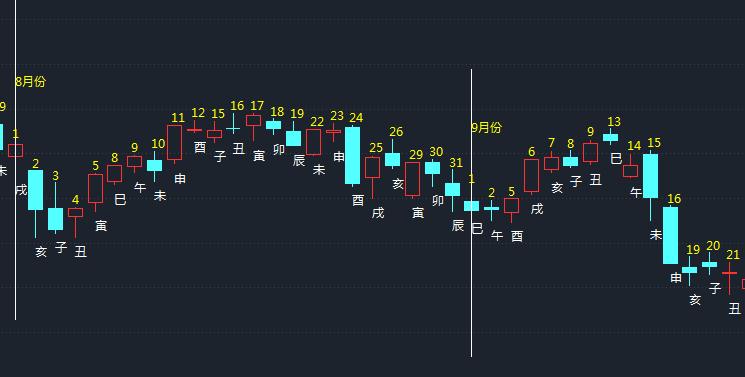 9
未
8月份
1
戌
2
亥
3
子
4
丑
5
寅
8
巳
9
午
10
未
11
申
12
酉
15
子
16
丑
17
寅
18
卯
19
辰
22
未
23
申
24
酉
25
戌
26
亥
29
寅
30
卯
31
辰
9月份
1
巳
2
午
5
酉
6
戌
7
亥
8
子
9
丑
13
巳
14
午
15
未
16
申
19
亥
20
子
21
丑